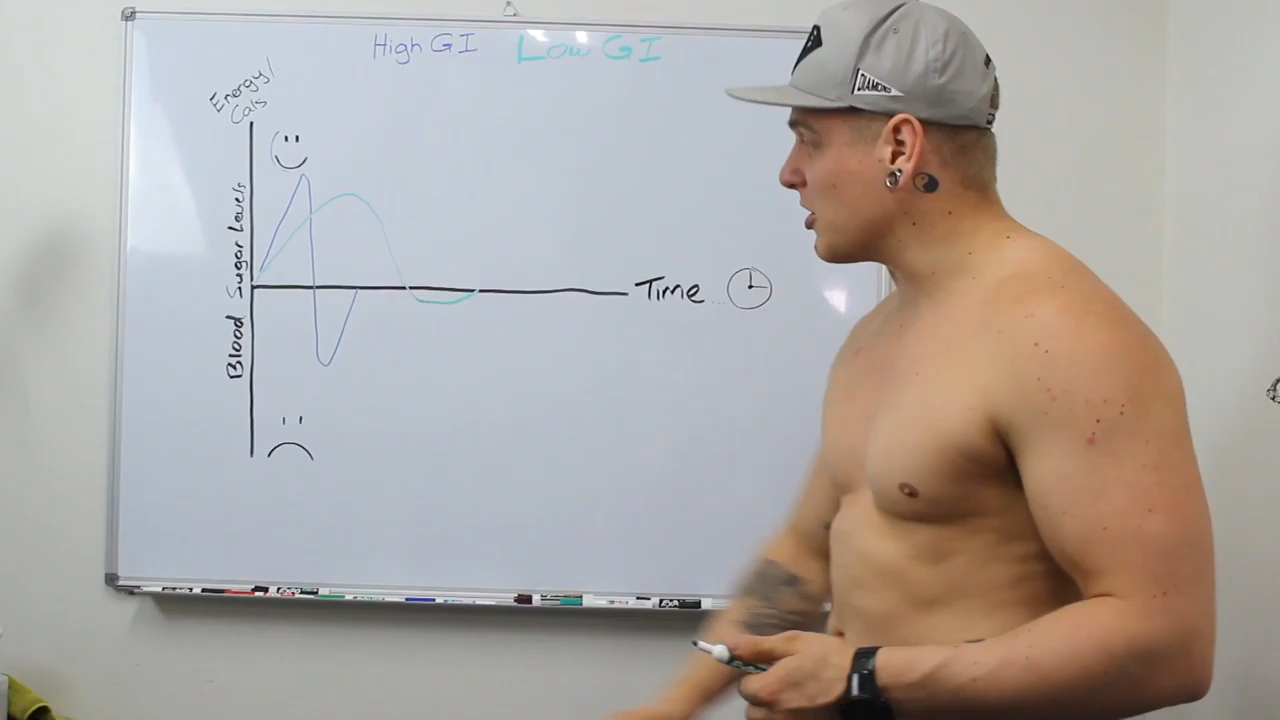 High GI Low GI
Energy/
Cals
Blood Sugar Levels
Time
DIAMOND